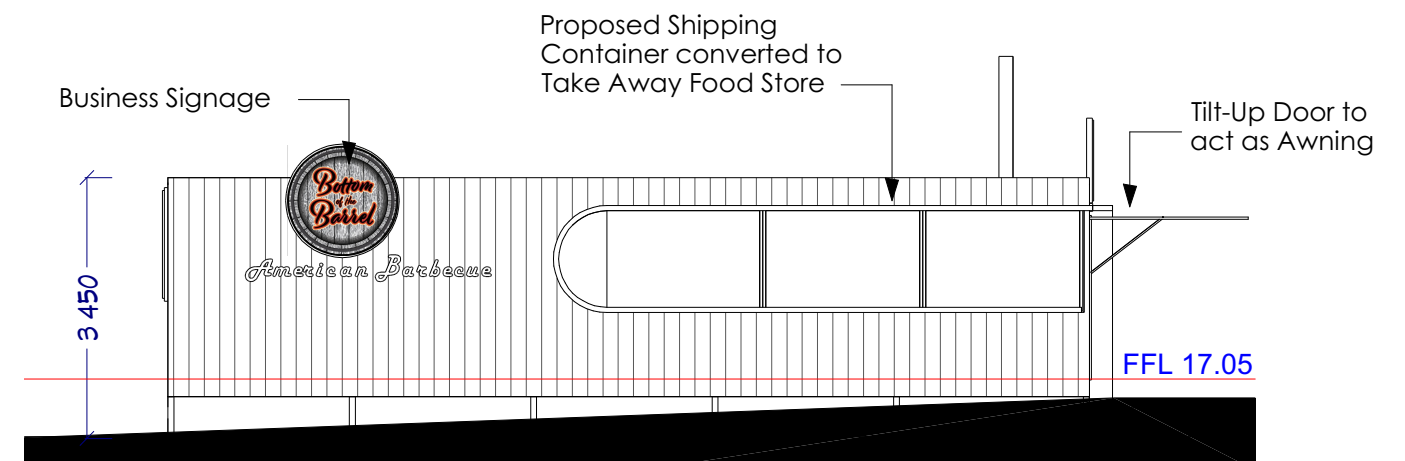 Proposed Shipping
Container converted to
Take Away Food Store
Business Signage
Tilt-Up Door to
act as Awning
Bottom
of the
Barrel
American Barbecue
3 450
FFL 17.05